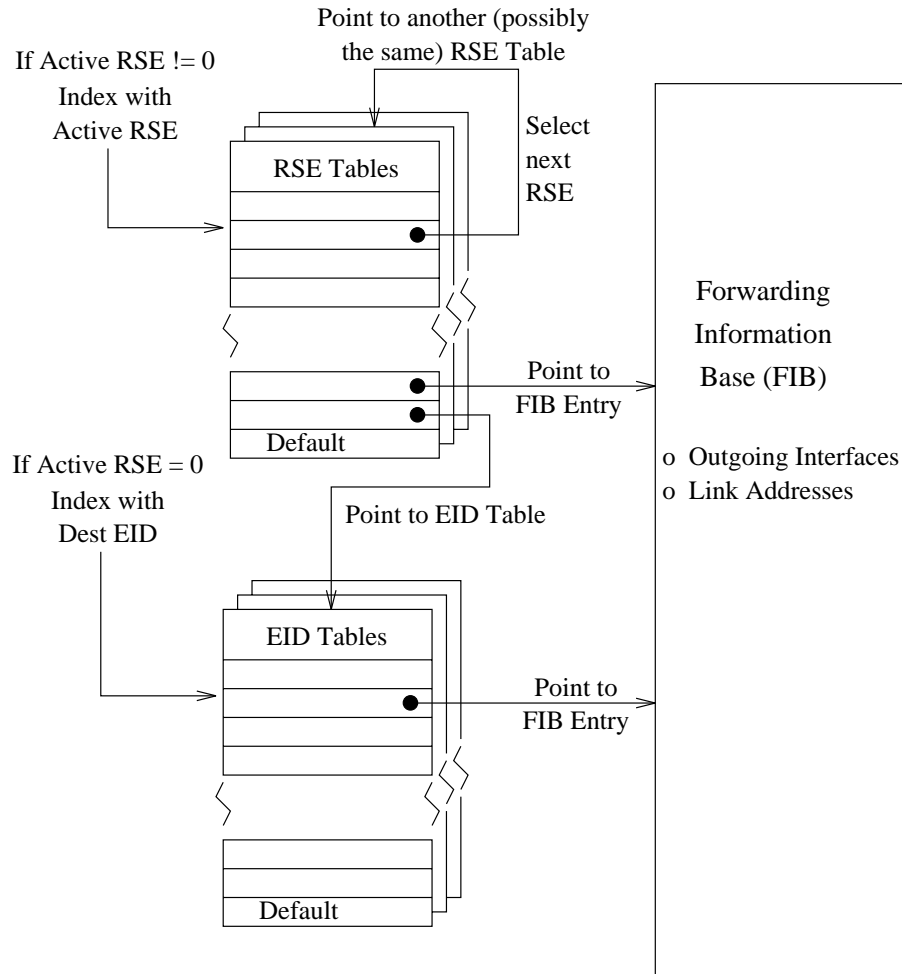 Point to another (possibly
the same) RSE Table
If Active RSE != 0
Index with
Active RSE
Select
next
RSE
RSE Tables
Forwarding
Information
Base (FIB)
Point to
FIB Entry
Default
o Outgoing Interfaces
o Link Addresses
If Active RSE = 0
Index with
Dest EID
Point to EID Table
EID Tables
Point to
FIB Entry
Default